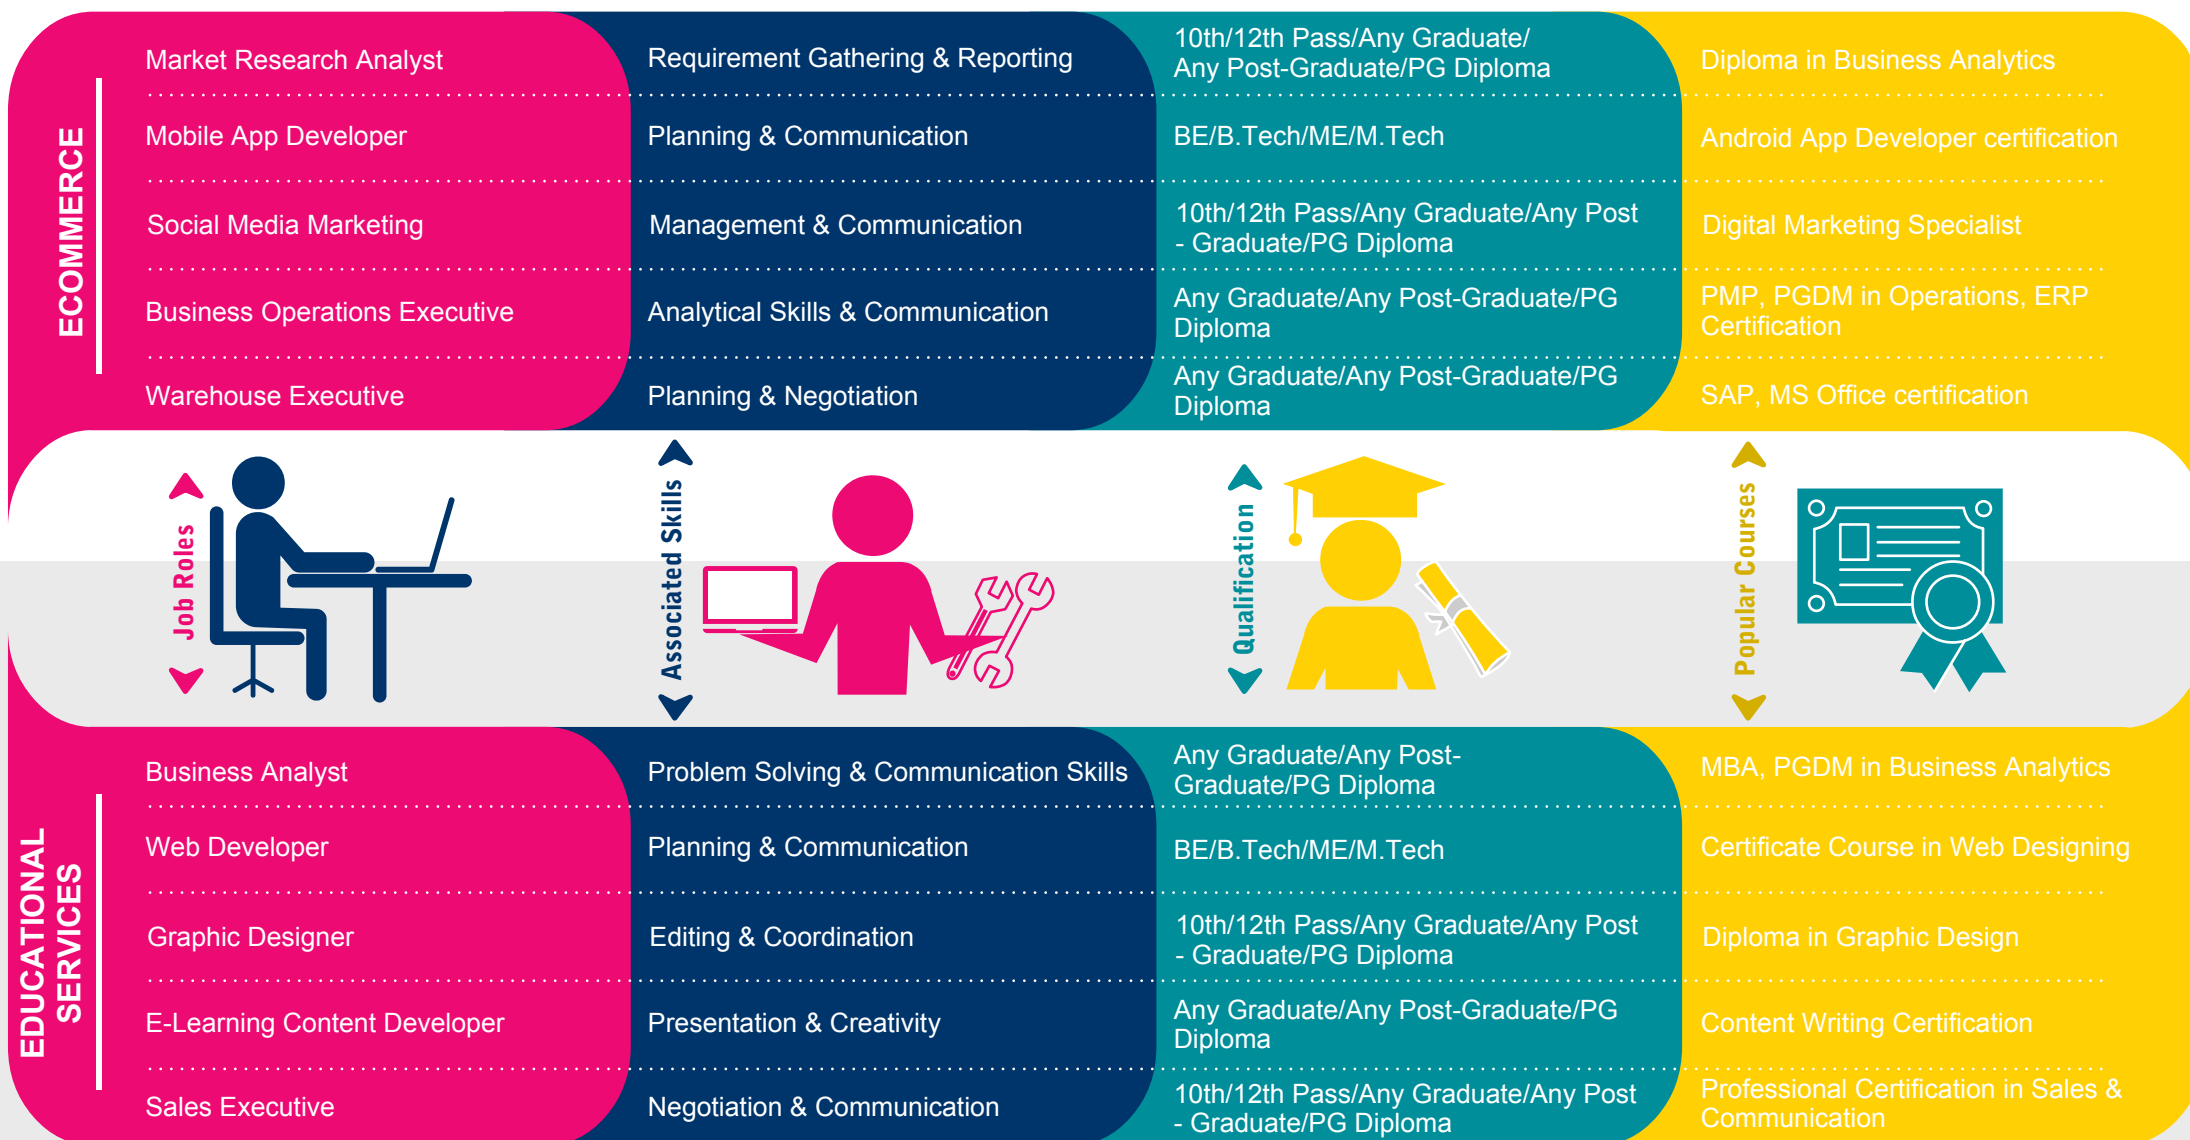 ECOMMERCE
Market Research Analyst
Requirement Gathering & Reporting
10th/12th Pass/Any Graduate/
Any Post-Graduate/PG Diploma
Diploma in Business Analytics
Mobile App Developer
Planning & Communication
BE/B.Tech/ME/M.Tech
Android App Developer certification
Social Media Marketing
Management & Communication
10th/12th Pass/Any Graduate/Any Post
- Graduate/PG Diploma
Digital Marketing Specialist
Business Operations Executive
Analytical Skills & Communication
Any Graduate/Any Post-Graduate/PG
Diploma
PMP, PGDM in Operations, ERP
Certification
Warehouse Executive
Planning & Negotiation
Any Graduate/Any Post-Graduate/PG
Diploma
SAP, MS Office certification
Job Roles
Associated Skills
Qualification
Popular Courses
EDUCATIONAL
SERVICES
Business Analyst
Problem Solving & Communication Skills
Any Graduate/Any Post-
Graduate/PG Diploma
MBA, PGDM in Business Analytics
Web Developer
Planning & Communication
BE/B.Tech/ME/M.Tech
Certificate Course in Web Designing
Graphic Designer
Editing & Coordination
10th/12th Pass/Any Graduate/Any Post
- Graduate/PG Diploma
Diploma in Graphic Design
E-Learning Content Developer
Presentation & Creativity
Any Graduate/Any Post-Graduate/PG
Diploma
Content Writing Certification
Sales Executive
Negotiation & Communication
10th/12th Pass/Any Graduate/Any Post
- Graduate/PG Diploma
Professional Certification in Sales &
Communication